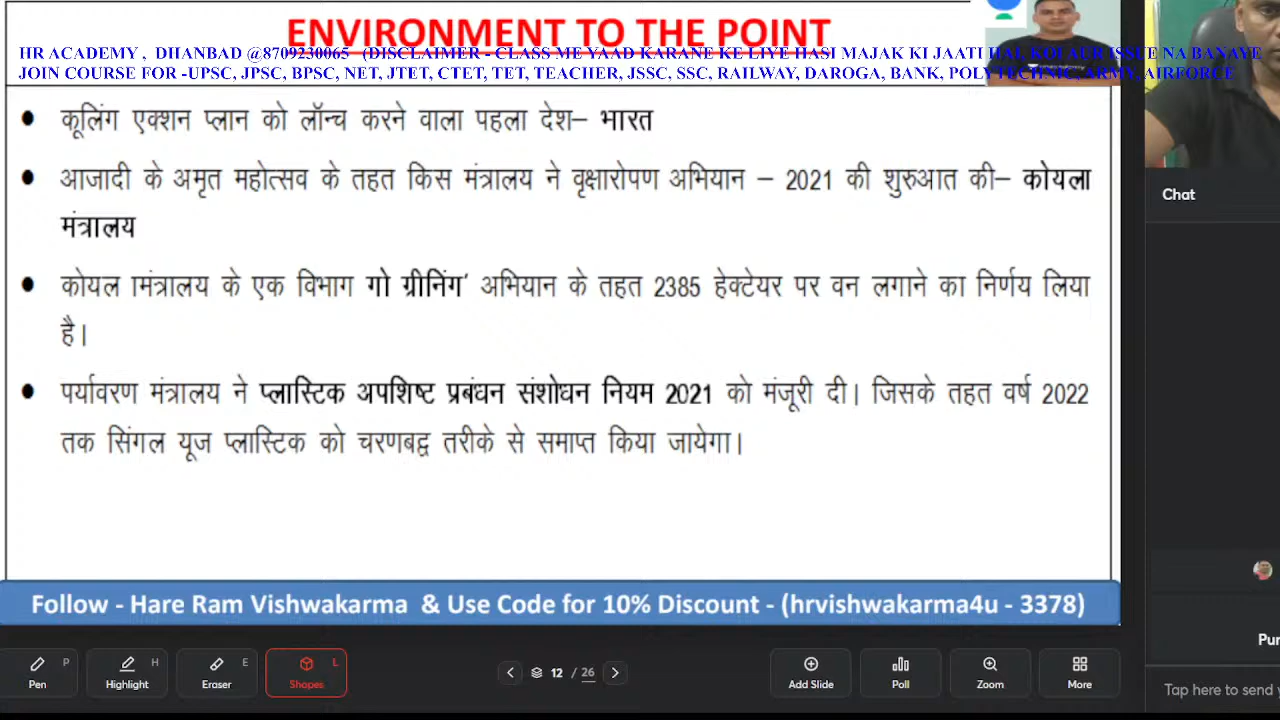 ENVIRONMENT TO THE POINT
HR ACADEMY , DHANBAD @8709230065 (DISCLAIMER - CLASS ME YAAD KARANE KE LIYE HASI MAJAK KI JAATI HAI, KOI AUR ISSUE NA BANAYE
JOIN COURSE FOR -UPSC, JPSC, BPSC, NET, JTET, CTET, TET, TEACHER, JSSC, SSC, RAILWAY, DAROGA, BANK, POLYTECHNIC, ARMY, AIRFORCE
• कूलिंग एक्शन प्लान को लॉन्च करने वाला पहला देश– भारत
• आजादी के अमृत महोत्सव के तहत किस मंत्रालय ने वृक्षारोपण अभियान – 2021 की शुरुआत की– कोयला
मंत्रालय
• कोयल ामंत्रालय के एक विभाग गो ग्रीनिंग' अभियान के तहत 2385 हेक्टेयर पर वन लगाने का निर्णय लिया
है।
• पर्यावरण मंत्रालय ने प्लास्टिक अपशिष्ट प्रबंधन संशोधन नियम 2021 को मंजूरी दी। जिसके तहत वर्ष 2022
तक सिंगल यूज प्लास्टिक को चरणबद्व तरीके से समाप्त किया जायेगा।
Follow - Hare Ram Vishwakarma & Use Code for 10% Discount - (hrvishwakarma4u - 3378)
Chat
Pur
Tap here to send y
P H E L
Pen Highlight Eraser Shapes
12 / 26
Add Slide Poll Zoom More